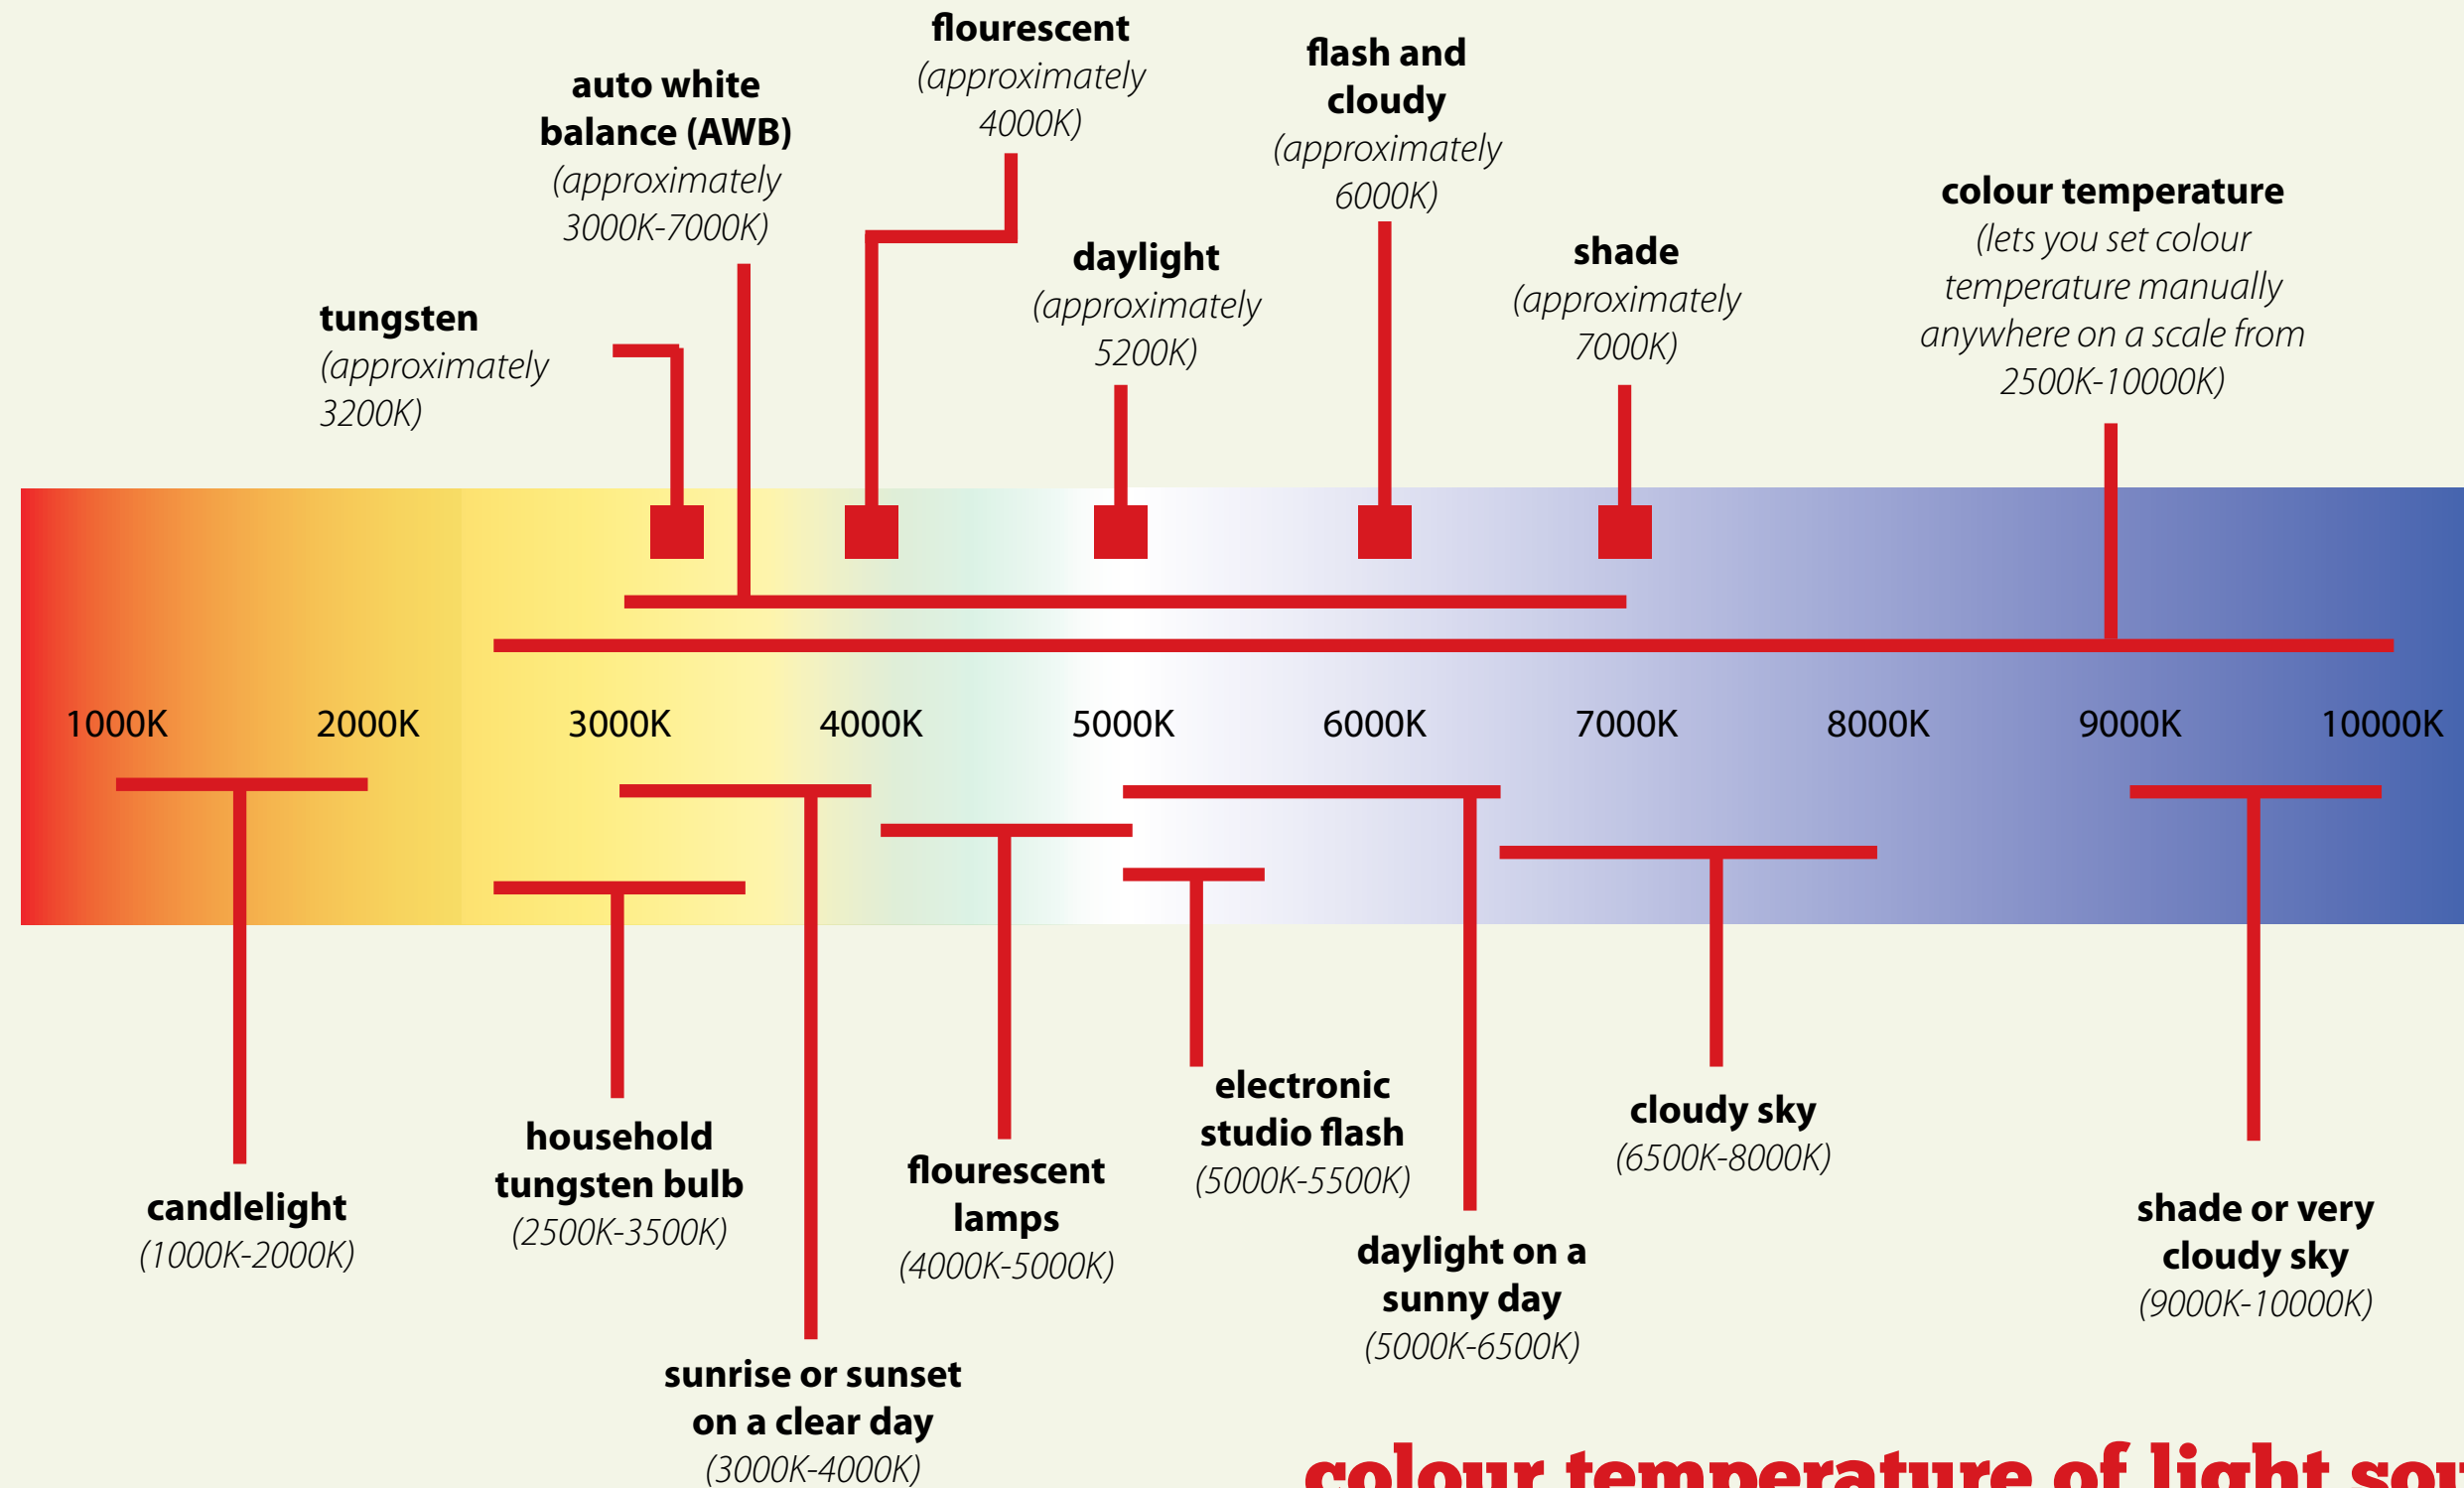 flourescent
(approximately
4000K)
flash and
cloudy
(approximately
6000K)
auto white
balance (AWB)
(approximately
3000K-7000K)
colour temperature
(lets you set colour
temperature manually
anywhere on a scale from
2500K-10000K)
daylight
(approximately
5200K)
shade
(approximately
7000K)
tungsten
(approximately
3200K)
1000K 2000K 3000K 4000K 5000K 6000K 7000K 8000K 9000K 10000K
candlelight
(1000K-2000K)
household
tungsten bulb
(2500K-3500K)
sunrise or sunset
on a clear day
(3000K-4000K)
flourescent
lamps
(4000K-5000K)
electronic
studio flash
(5000K-5500K)
daylight on a
sunny day
(5000K-6500K)
cloudy sky
(6500K-8000K)
shade or very
cloudy sky
(9000K-10000K)
colour temperature of light